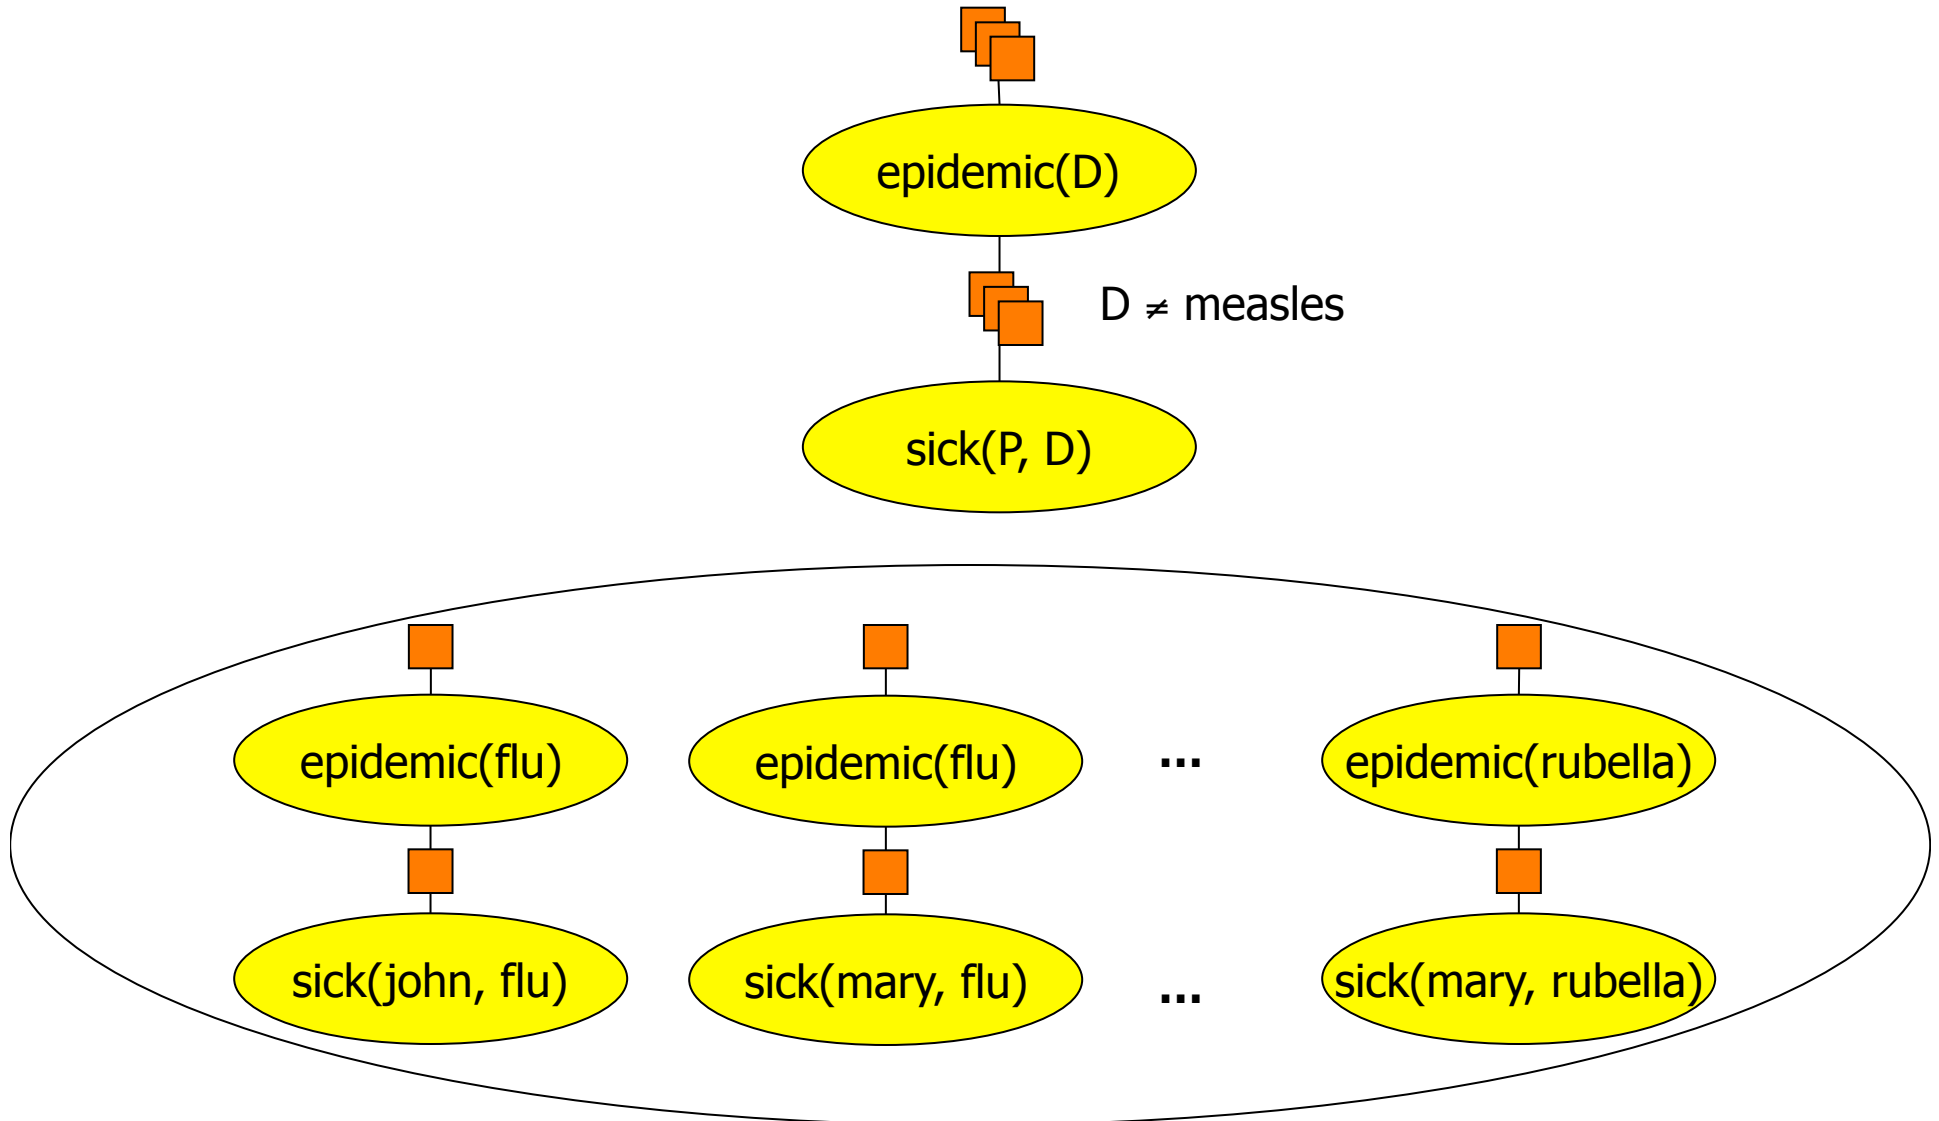 epidemic(D)
D ≠ measles
sick(P, D)
epidemic(flu) epidemic(flu) ... epidemic(rubella)
sick(john, flu) sick(mary, flu) ... sick(mary, rubella)